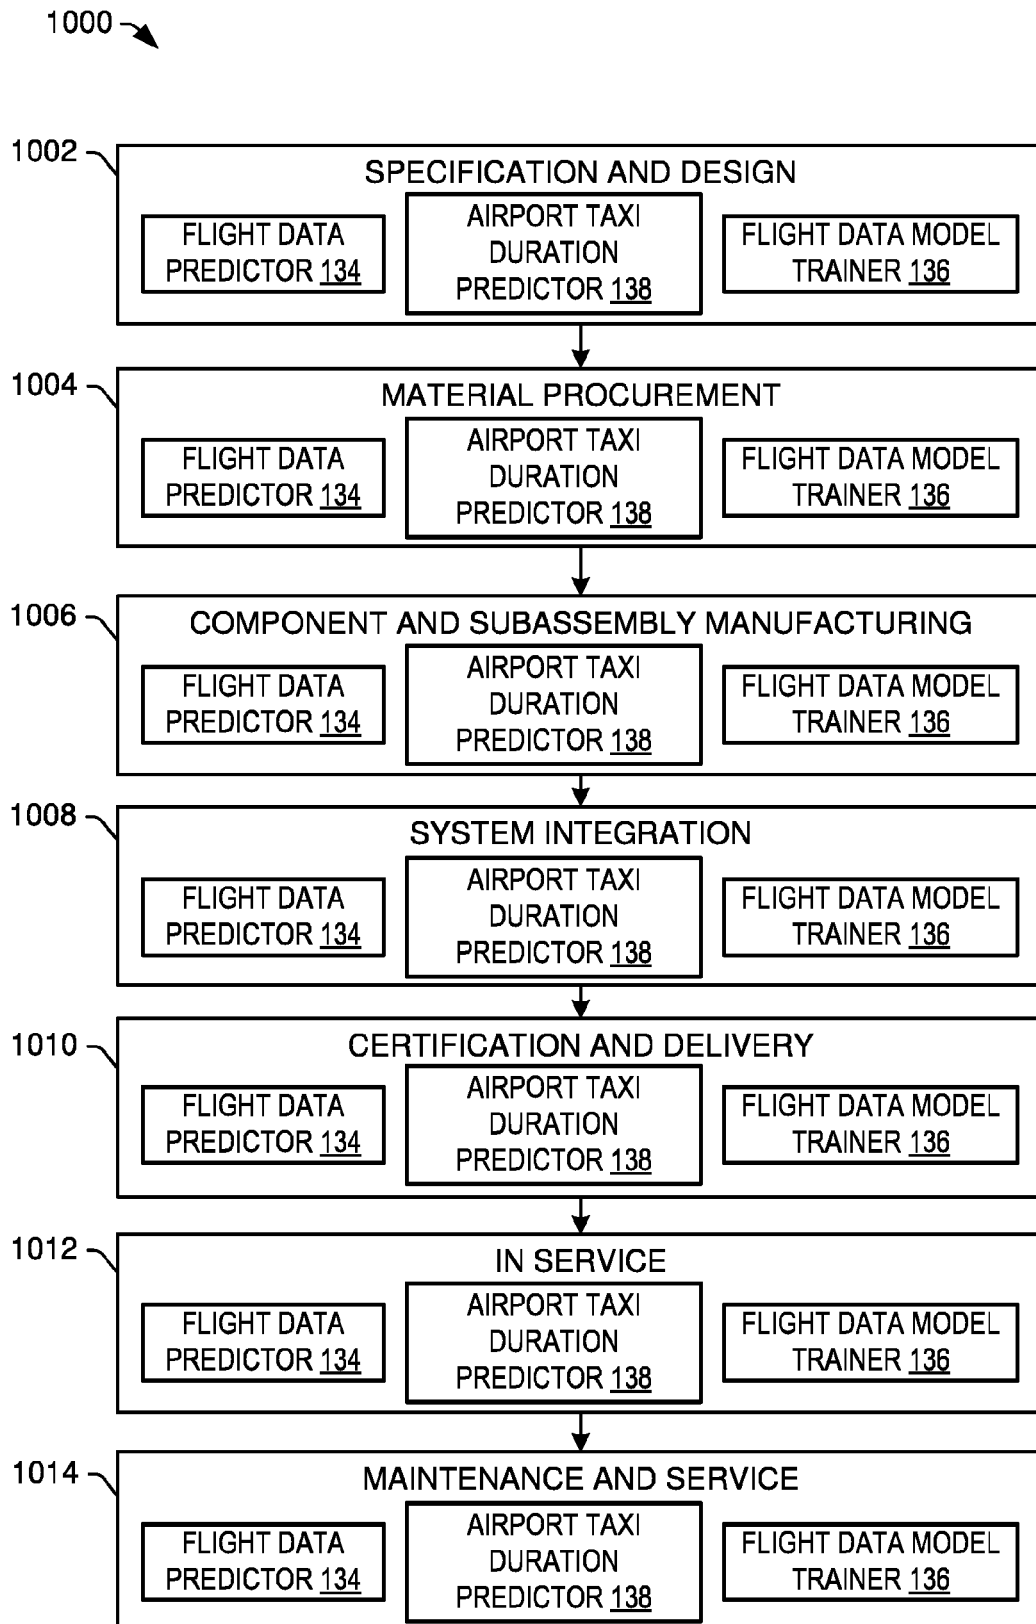 1000
1002
SPECIFICATION AND DESIGN
FLIGHT DATA
PREDICTOR 134
AIRPORT TAXI
DURATION
PREDICTOR 138
FLIGHT DATA MODEL
TRAINER 136
1004
MATERIAL PROCUREMENT
FLIGHT DATA
PREDICTOR 134
AIRPORT TAXI
DURATION
PREDICTOR 138
FLIGHT DATA MODEL
TRAINER 136
1006
COMPONENT AND SUBASSEMBLY MANUFACTURING
FLIGHT DATA
PREDICTOR 134
AIRPORT TAXI
DURATION
PREDICTOR 138
FLIGHT DATA MODEL
TRAINER 136
1008
SYSTEM INTEGRATION
FLIGHT DATA
PREDICTOR 134
AIRPORT TAXI
DURATION
PREDICTOR 138
FLIGHT DATA MODEL
TRAINER 136
1010
CERTIFICATION AND DELIVERY
FLIGHT DATA
PREDICTOR 134
AIRPORT TAXI
DURATION
PREDICTOR 138
FLIGHT DATA MODEL
TRAINER 136
1012
IN SERVICE
FLIGHT DATA
PREDICTOR 134
AIRPORT TAXI
DURATION
PREDICTOR 138
FLIGHT DATA MODEL
TRAINER 136
1014
MAINTENANCE AND SERVICE
FLIGHT DATA
PREDICTOR 134
AIRPORT TAXI
DURATION
PREDICTOR 138
FLIGHT DATA MODEL
TRAINER 136